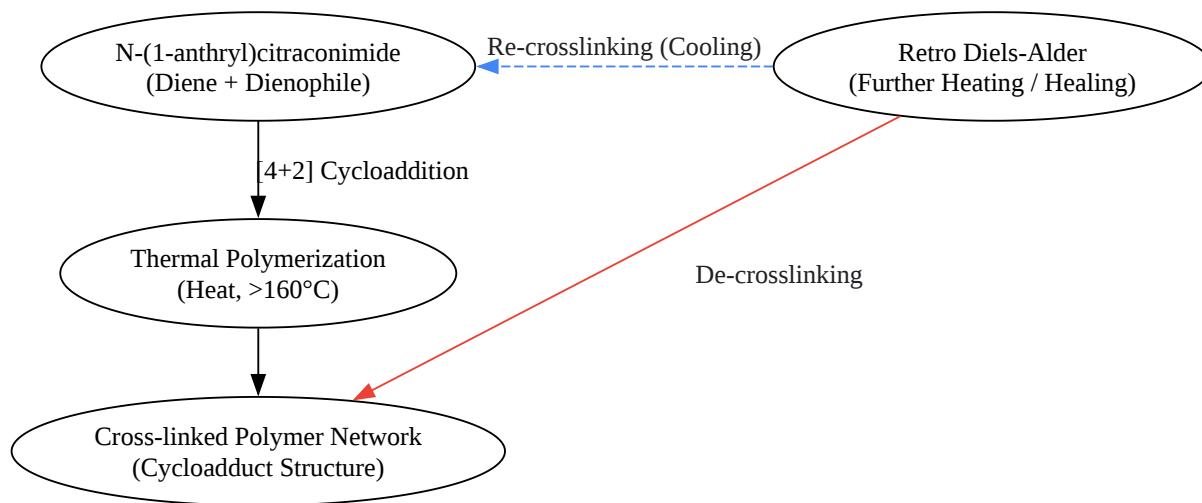 N-(1-anthryl)citraconimide
(Diene + Dienophile)
Re-crosslinking (Cooling)
Retro Diels-Alder
(Further Heating / Healing)
[4+2] Cycloaddition
Thermal Polymerization
(Heat, >160°C)
De-crosslinking
Cross-linked Polymer Network
(Cycloadduct Structure)